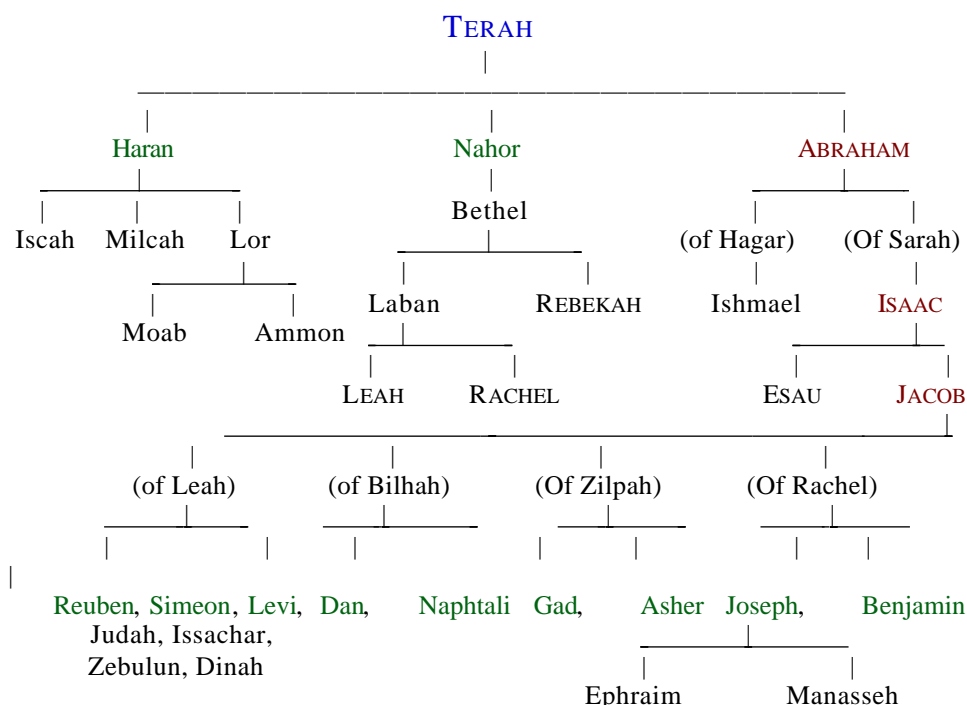 TERAH
Haran Nahor ABRAHAM
Bethel
Iscah Milcah Lor (of Hagar) (Of Sarah)
Laban REBEKAH Ishmael ISAAC
Moab Ammon
LEAH RACHEL ESAU JACOB
(of Leah) (of Bilhah) (Of Zilpah) (Of Rachel)
Reuben, Simeon, Levi, Dan, Naphtali Gad, Asher Joseph, Benjamin
Judah, Issachar,
Zebulun, Dinah
Ephraim Manasseh